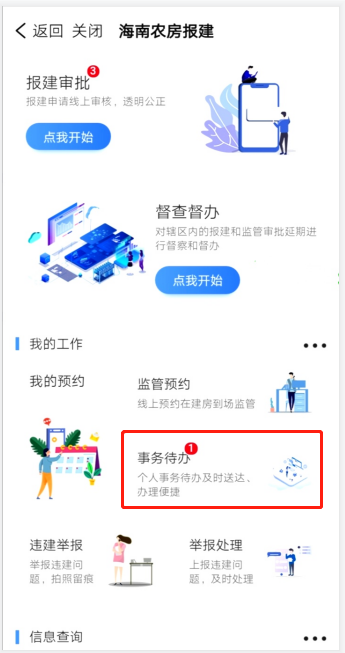 返回 关闭 海南农房报建
报建审批
3
报建申请线上审核，透明公正
点我开始
督查督办
对辖区内的报建和监管审批延期进
行督察和督办
点我开始
我的工作
我的预约
监管预约
线上预约在建房到场监管
事务待办
1
个人事务待办及时送达、
办理便捷
违建举报
举报违建问
题，拍照留痕
举报处理
上报违建问
题，及时处理
信息查询